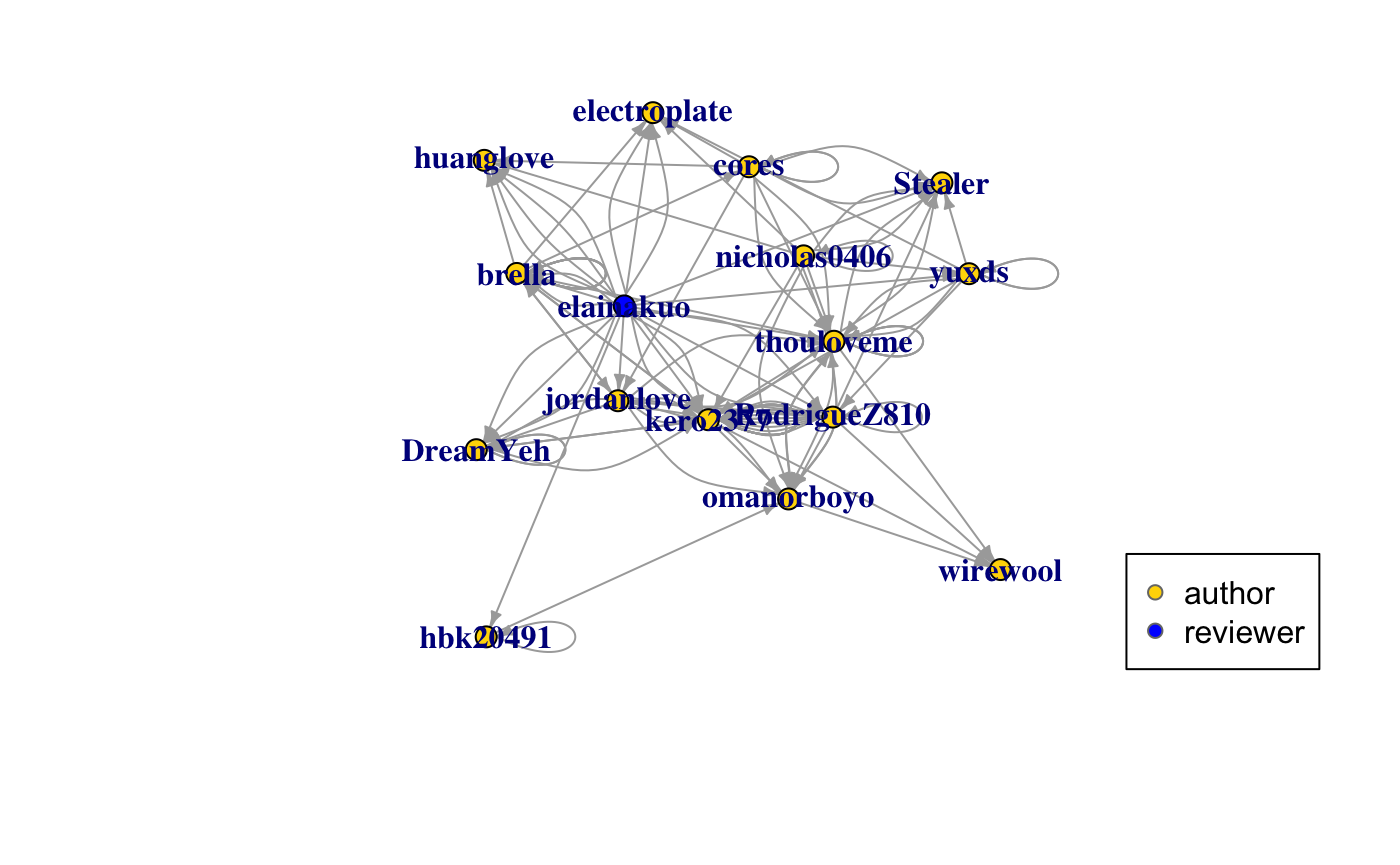 electroplate
huanglove
cores
Stealer
nicholas0406
yuxds
brella
elainakuo
thouloveme
jordanlove
kero2377
RodrigueZ810
DreamYeh
omanorboyo
wirewool
hbk20491
author
reviewer